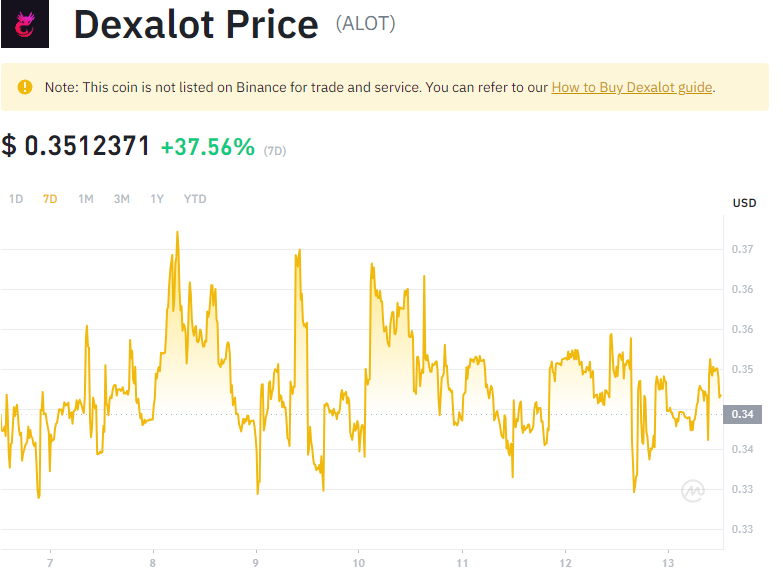 Dexalot Price (ALOT)
Note: This coin is not listed on Binance for trade and service. You can refer to our How to Buy Dexalot guide.
$ 0.3512371 +37.56% (7D)
1D 7D 1M 3M 1Y YTD
USD
0.37
0.36
0.36
0.35
0.34
0.34
0.33
0.33
7 8 9 10 11 12 13